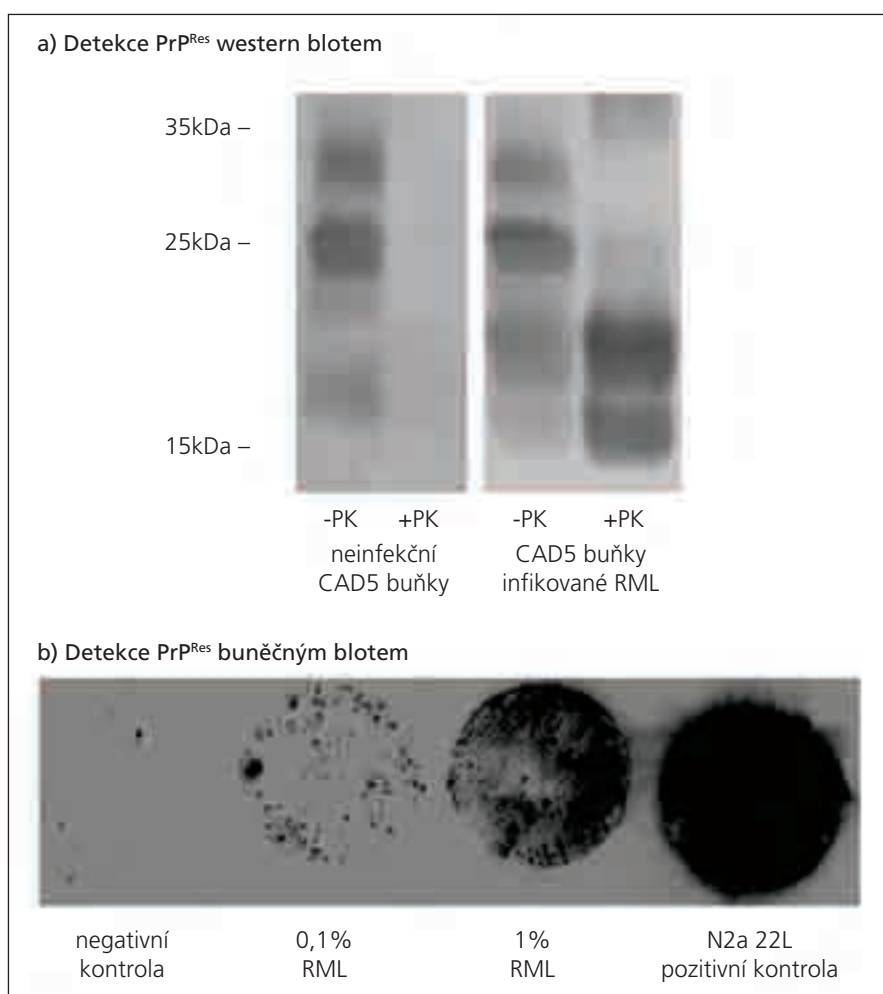 a) Detekce PrPRes western blotem
35kDa –
25kDa –
15kDa –
-PK +PK -PK +PK
neinfekční CAD5 buňky
CAD5 buňky infikované RML
b) Detekce PrPRes buněčným blotem
negativní 0,1% 1% N2a 22L
kontrola RML RML pozitivní kontrola